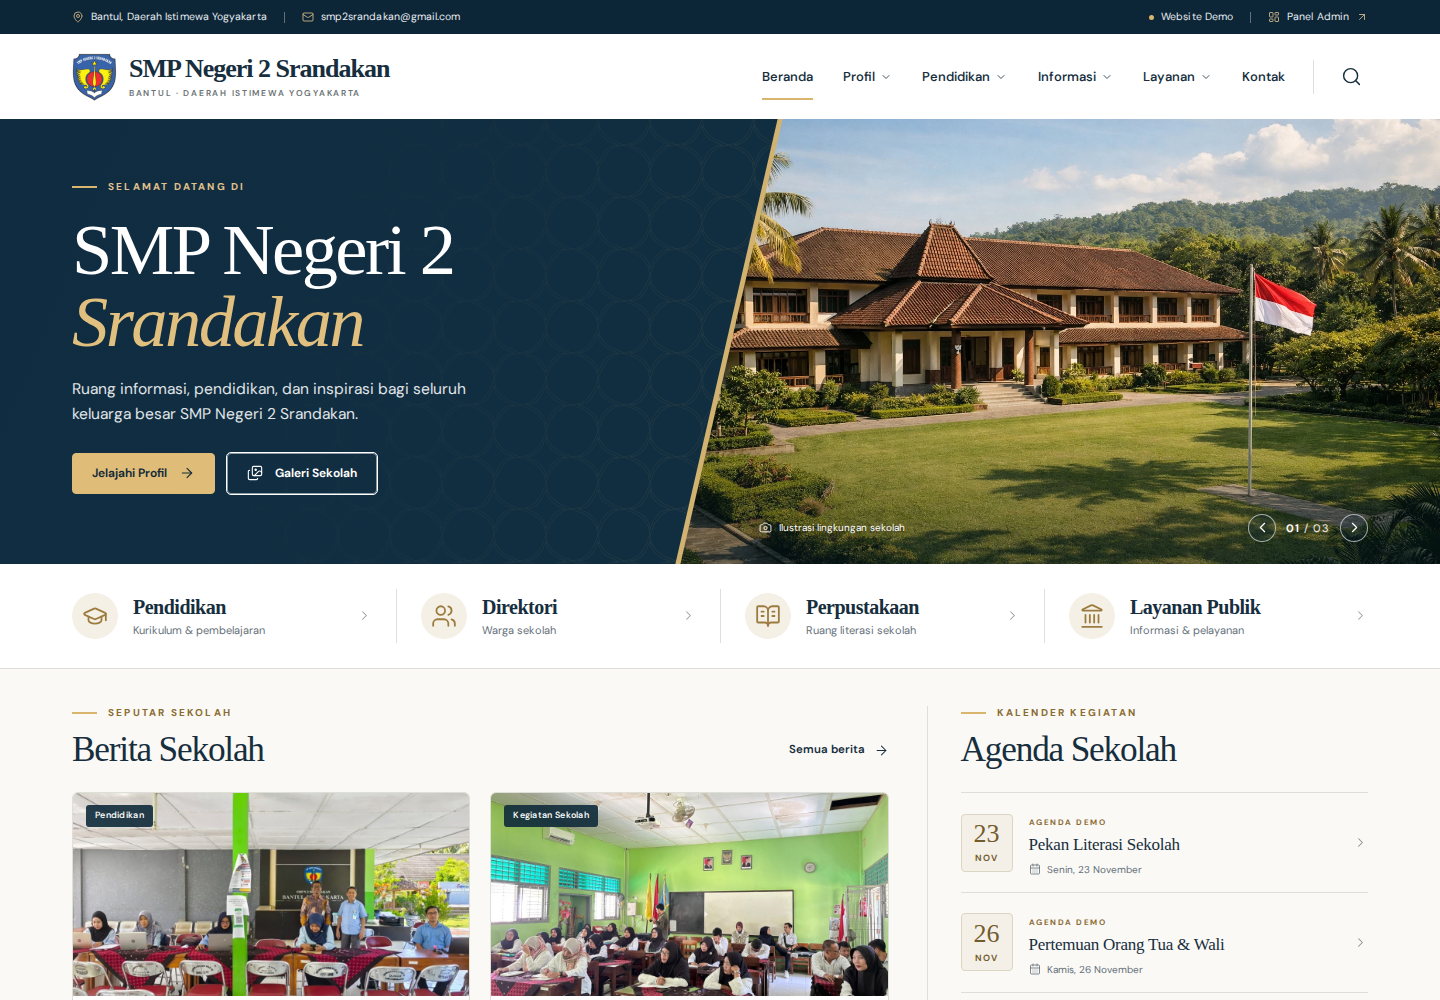 Bantul, Daerah Istimewa Yogyakarta
smp2srandakan@gmail.com
Website Demo
Panel Admin
SMP Negeri 2 Srandakan
BANTUL · DAERAH ISTIMEWA YOGYAKARTA
Beranda
Profil
Pendidikan
Informasi
Layanan
Kontak
SELAMAT DATANG DI
SMP Negeri 2
Srandakan
Ruang informasi, pendidikan, dan inspirasi bagi seluruh
keluarga besar SMP Negeri 2 Srandakan.
Jelajahi Profil
Galeri Sekolah
Ilustrasi lingkungan sekolah
01 / 03
Pendidikan
Kurikulum & pembelajaran
Direktori
Warga sekolah
Perpustakaan
Ruang literasi sekolah
Layanan Publik
Informasi & pelayanan
SEPUTAR SEKOLAH
Berita Sekolah
Semua berita
Pendidikan
Kegiatan Sekolah
KALENDER KEGIATAN
Agenda Sekolah
23
NOV
AGENDA DEMO
Pekan Literasi Sekolah
Senin, 23 November
26
NOV
AGENDA DEMO
Pertemuan Orang Tua & Wali
Kamis, 26 November